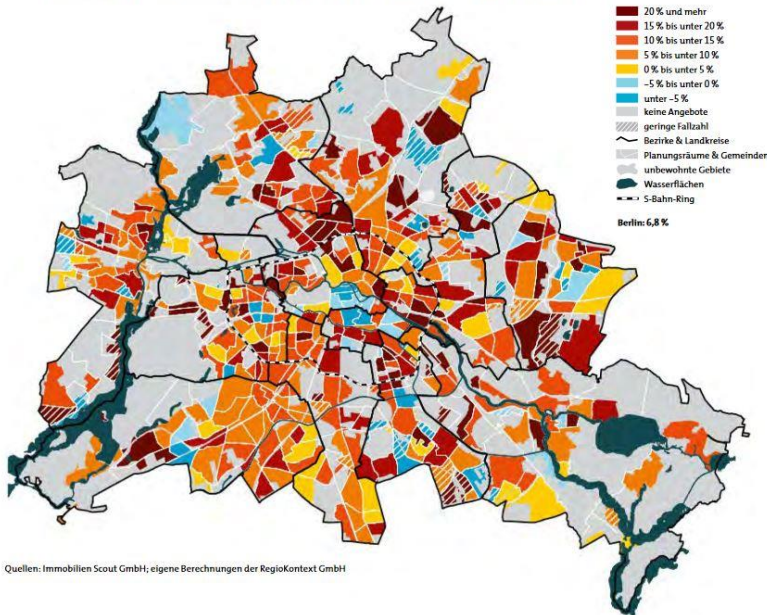 20 % und mehr
15 % bis unter 20 %
10 % bis unter 15 %
5 % bis unter 10 %
0 % bis unter 5 %
–5 % bis unter 0 %
unter –5 %
keine Angebote
geringe Fallzahl
Bezirke & Landkreise
Planungsräume & Gemeinden
unbewohnte Gebiete
Wasserflächen
S-Bahn-Ring
Berlin: 6,8 %
Quellen: Immobilien Scout GmbH; eigene Berechnungen der RegioKontext GmbH